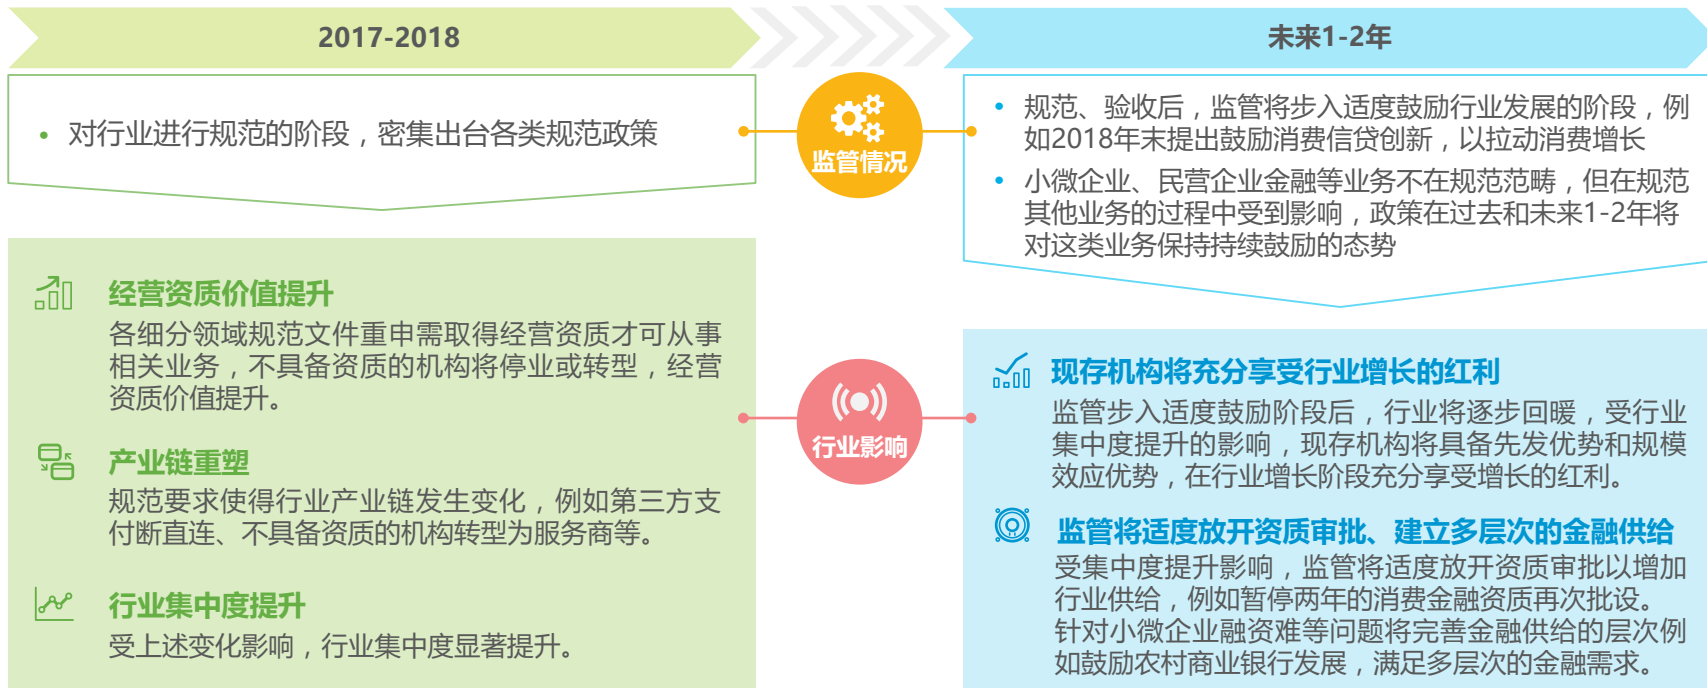 2017-2018
未来1-2年
• 对行业进行规范的阶段，密集出台各类规范政策
监管情况
• 规范、验收后，监管将步入适度鼓励行业发展的阶段，例
如2018年末提出鼓励消费信贷创新，以拉动消费增长
• 小微企业、民营企业金融等业务不在规范范畴，但在规范
其他业务的过程中受到影响，政策在过去和未来1-2年将
对这类业务保持持续鼓励的态势
经营资质价值提升
各细分领域规范文件重申需取得经营资质才可从事
相关业务，不具备资质的机构将停业或转型，经营
资质价值提升。
产业链重塑
规范要求使得行业产业链发生变化，例如第三方支
付断直连、不具备资质的机构转型为服务商等。
行业集中度提升
受上述变化影响，行业集中度显著提升。
行业影响
现存机构将充分享受行业增长的红利
监管步入适度鼓励阶段后，行业将逐步回暖，受行业
集中度提升的影响，现存机构将具备先发优势和规模
效应优势，在行业增长阶段充分享受增长的红利。
监管将适度放开资质审批、建立多层次的金融供给
受集中度提升影响，监管将适度放开资质审批以增加
行业供给，例如暂停两年的消费金融资质再次批设。
针对小微企业融资难等问题将完善金融供给的层次例
如鼓励农村商业银行发展，满足多层次的金融需求。